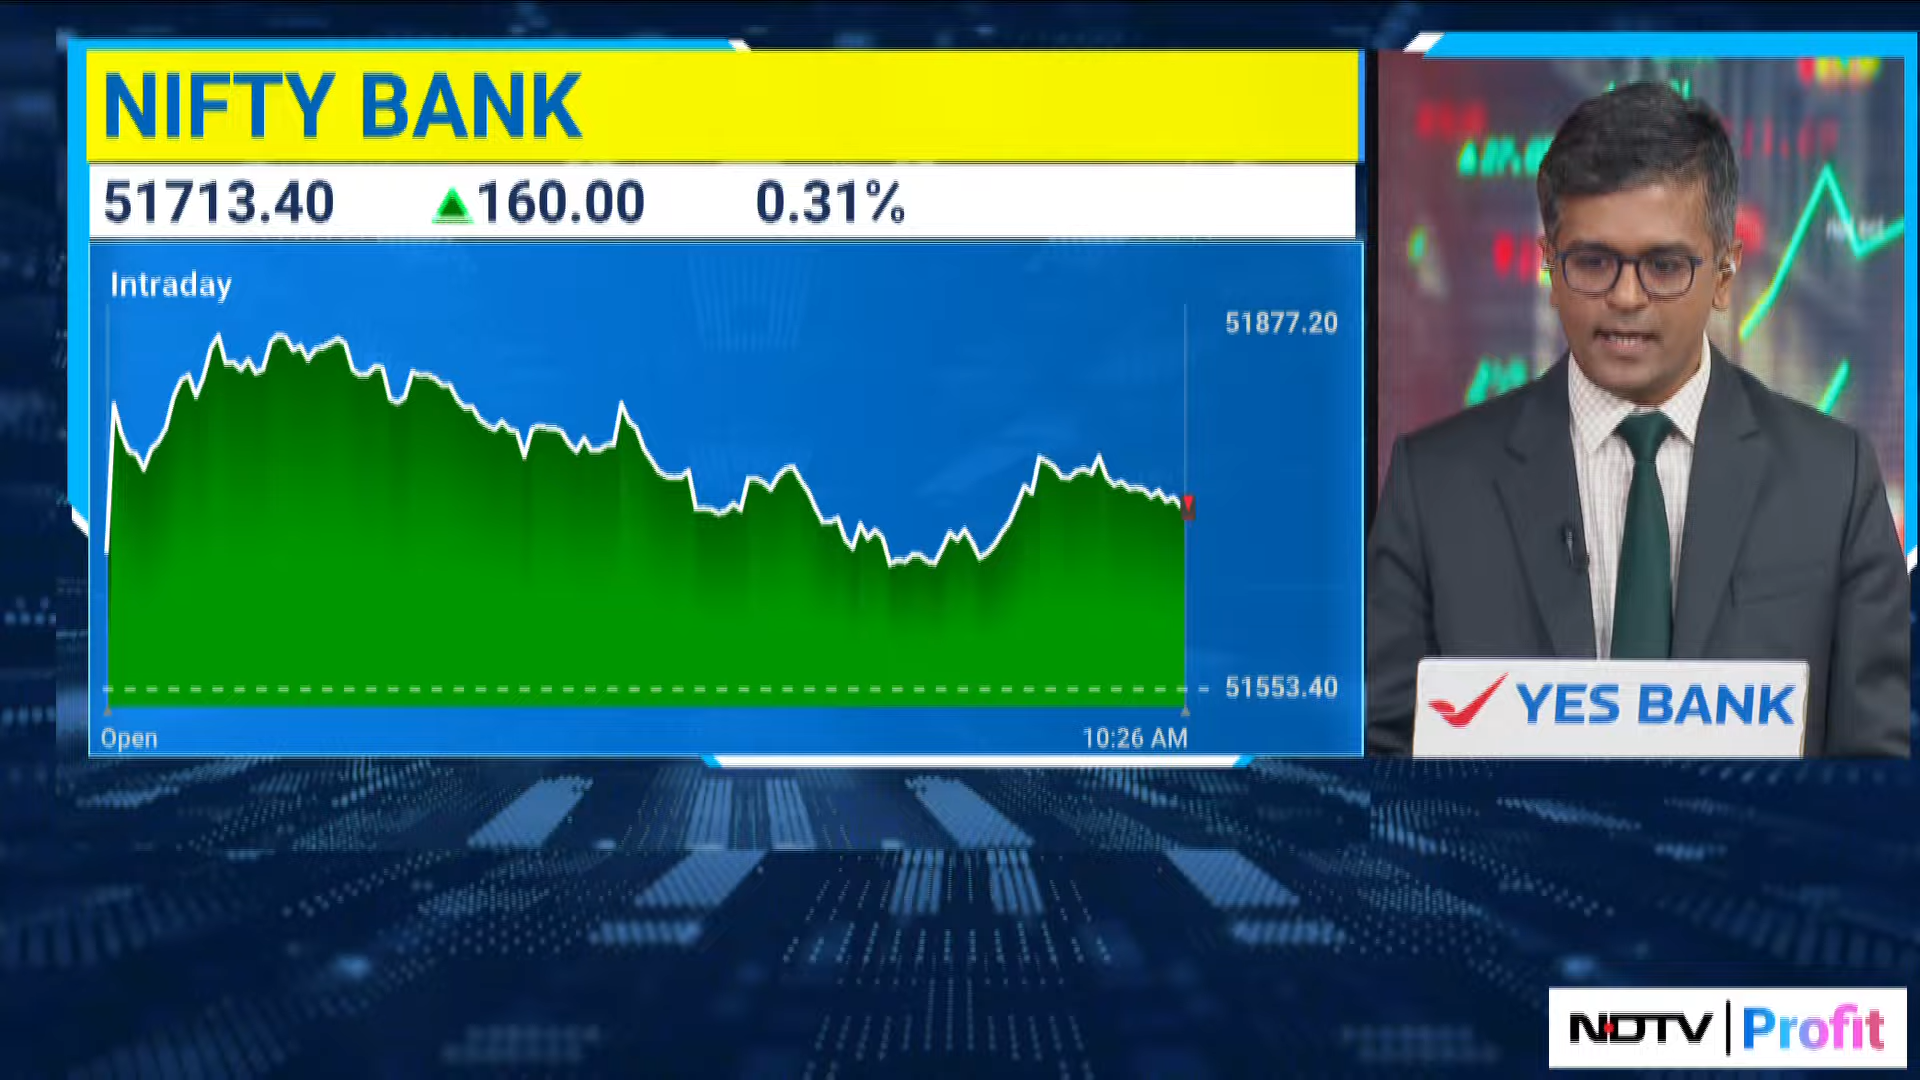 NIFTY BANK
51713.40 ▲160.00 0.31%
Intraday
51877.20
51553.40
Open
10:26 AM
YES BANK
NDTV | Profit